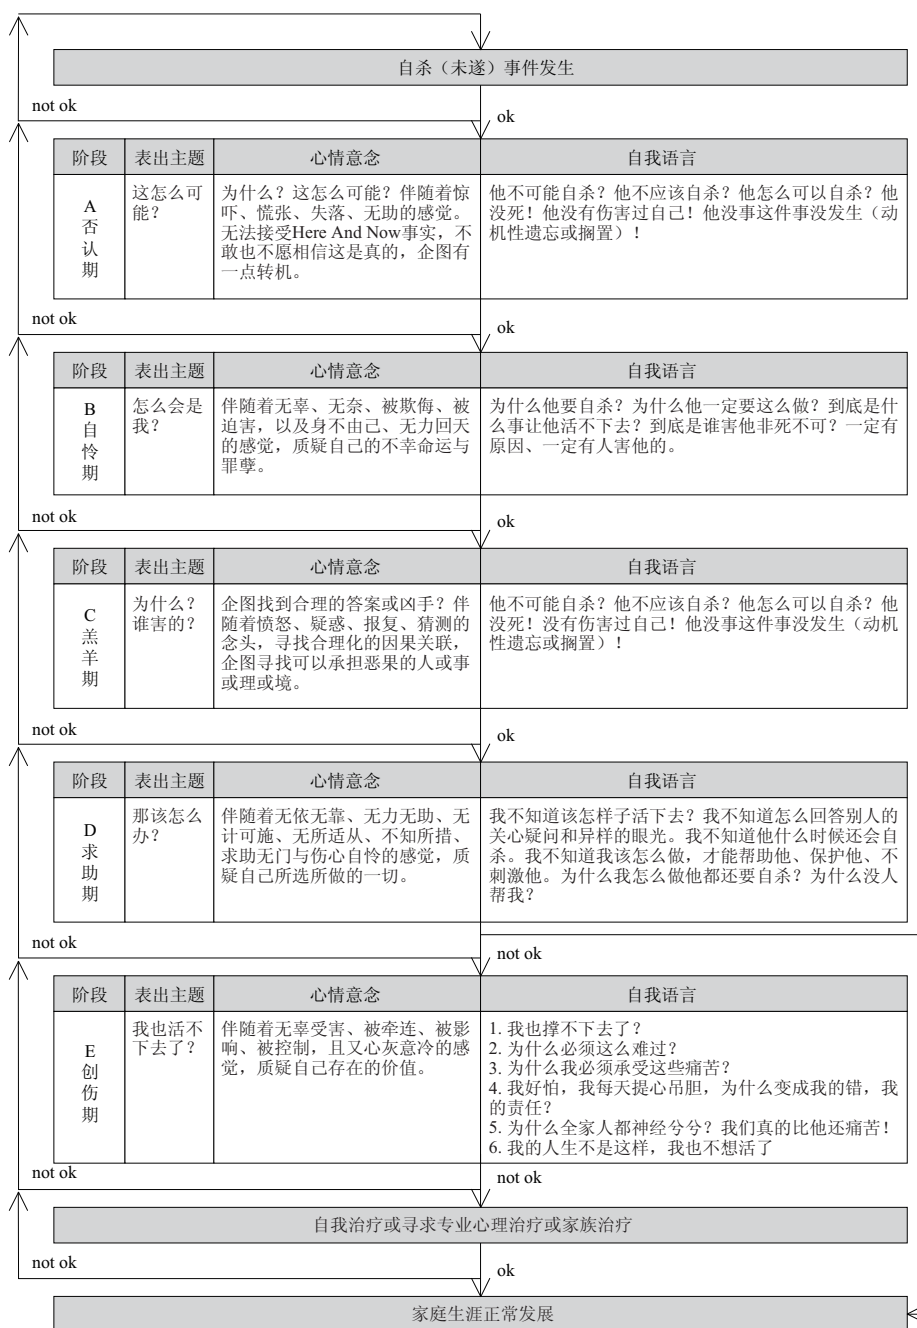 自杀（未遂）事件发生
not ok
ok
阶段 表出主题 心情意念 自我语言
A
否
认
期
这怎么可
能？
为什么？这怎么可能？伴随着惊
吓、慌张、失落、无助的感觉。
无法接受Here And Now事实，不
敢也不愿相信这是真的，企图有
一点转机。
他不可能自杀？他不应该自杀？他怎么可以自杀？他
没死！他没有伤害过自己！他没事这件事没发生（动
机性遗忘或搁置）！
not ok
ok
阶段 表出主题 心情意念 自我语言
B
自
怜
期
怎么会是
我？
伴随着无辜、无奈、被欺侮、被
迫害，以及身不由己、无力回天
的感觉，质疑自己的不幸命运与
罪孽。
为什么他要自杀？为什么他一定要这么做？到底是什
么事让他活不下去？到底是谁害他非死不可？一定有
原因、一定有人害他的。
not ok
ok
阶段 表出主题 心情意念 自我语言
C
羔
羊
期
为什么？
谁害的？
企图找到合理的答案或凶手？伴
随着愤怒、疑惑、报复、猜测的
念头，寻找合理化的因果关联，
企图寻找可以承担恶果的人或事
或理或境。
他不可能自杀？他不应该自杀？他怎么可以自杀？他
没死！没有伤害过自己！他没事这件事没发生（动机
性遗忘或搁置）！
not ok
ok
阶段 表出主题 心情意念 自我语言
D
求
助
期
那该怎么
办？
伴随着无依无靠、无力无助、无
计可施、无所适从、不知所措、
求助无门与伤心自怜的感觉，质
疑自己所选所做的一切。
我不知道该怎样子活下去？我不知道怎么回答别人的
关心疑问和异样的眼光。我不知道他什么时候还会自
杀。我不知道我该怎么做，才能帮助他、保护他、不
刺激他。为什么我怎么做他都还要自杀？为什么没人
帮我？
not ok
not ok
阶段 表出主题 心情意念 自我语言
E
创
伤
期
我也活不
下去了？
伴随着无辜受害、被牵连、被影
响、被控制，且又心灰意冷的感
觉，质疑自己存在的价值。
1. 我也撑不下去了？
2. 为什么必须这么难过？
3. 为什么我必须承受这些痛苦？
4. 我好怕，我每天提心吊胆，为什么变成我的错，我
的责任？
5. 为什么全家人都神经兮兮？我们真的比他还痛苦！
6. 我的人生不是这样，我也不想活了
not ok
not ok
自我治疗或寻求专业心理治疗或家族治疗
not ok
ok
家庭生涯正常发展